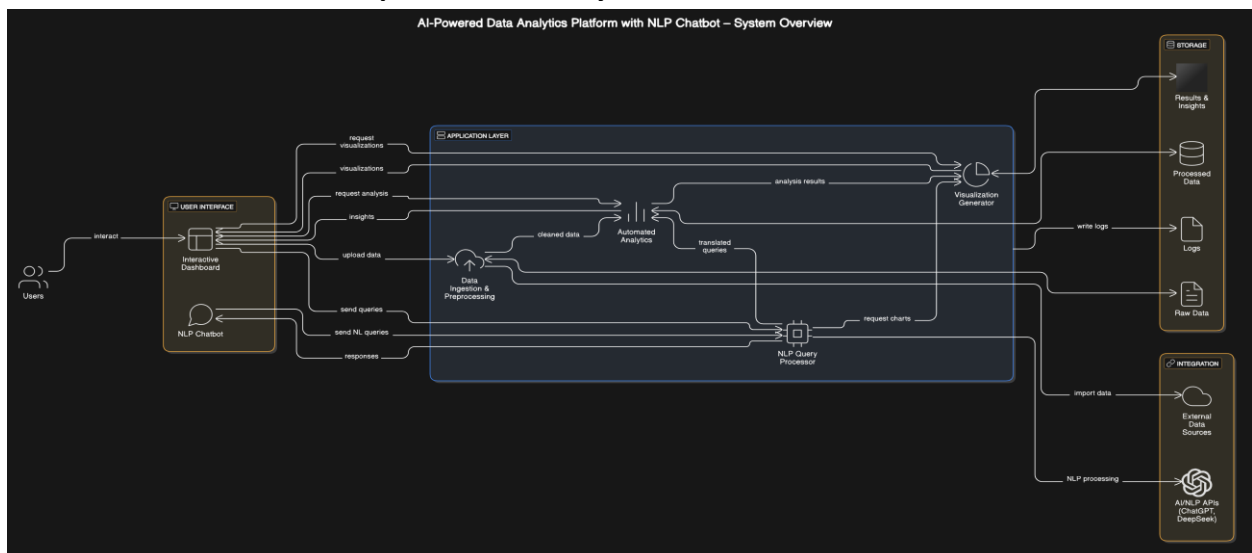 AI-Powered Data Analytics Platform with NLP Chatbot – System Overview
STORAGE
Results &
Insights
Processed
Data
Logs
Raw Data
APPLICATION LAYER
request
visualizations
visualizations
request analysis
insights
upload data
send queries
send NL queries
responses
USER INTERFACE
Interactive
Dashboard
NLP Chatbot
interact
Users
cleaned data
Data
Ingestion &
Preprocessing
Automated
Analytics
translated
queries
analysis results
Visualization
Generator
request charts
NLP Query
Processor
write logs
import data
NLP processing
INTEGRATION
External
Data
Sources
AI/NLP APIs
(ChatGPT,
DeepSeek)